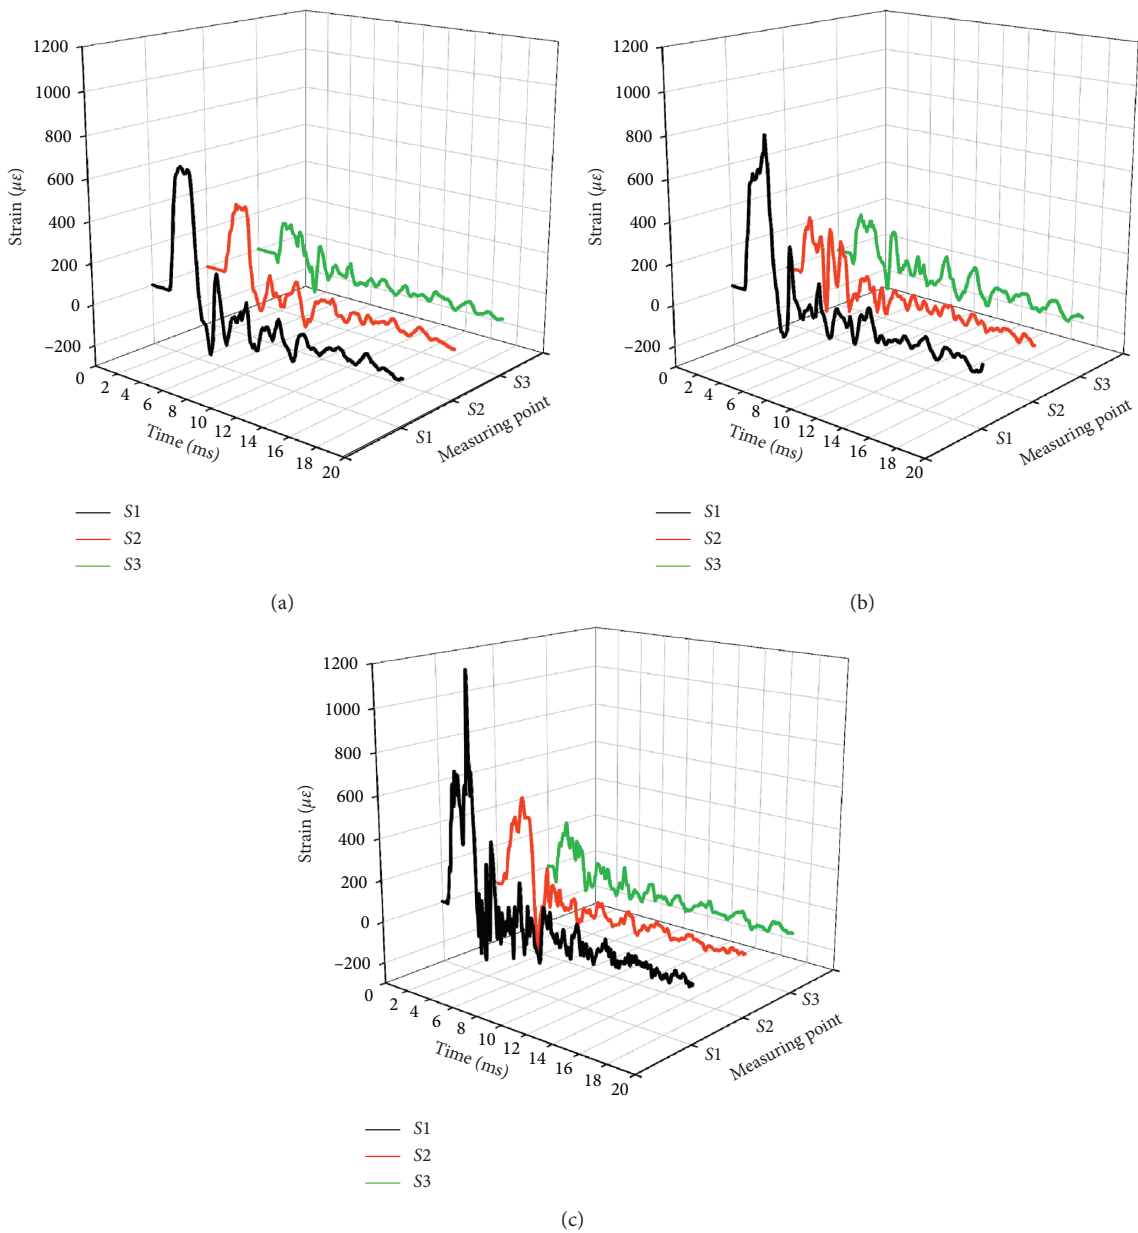 1200
1000
800
600
400
200
0
−200
Strain (με)
0
2
4
6
8
10
12
14
16
18
20
Time (ms)
S1
S2
S3
Measuring point
S1
S2
S3
(a)
1200
1000
800
600
400
200
0
−200
Strain (με)
0
2
4
6
8
10
12
14
16
18
20
Time (ms)
S1
S2
S3
Measuring point
S1
S2
S3
(b)
1200
1000
800
600
400
200
0
−200
Strain (με)
0
2
4
6
8
10
12
14
16
18
20
Time (ms)
S1
S2
S3
Measuring point
S1
S2
S3
(c)